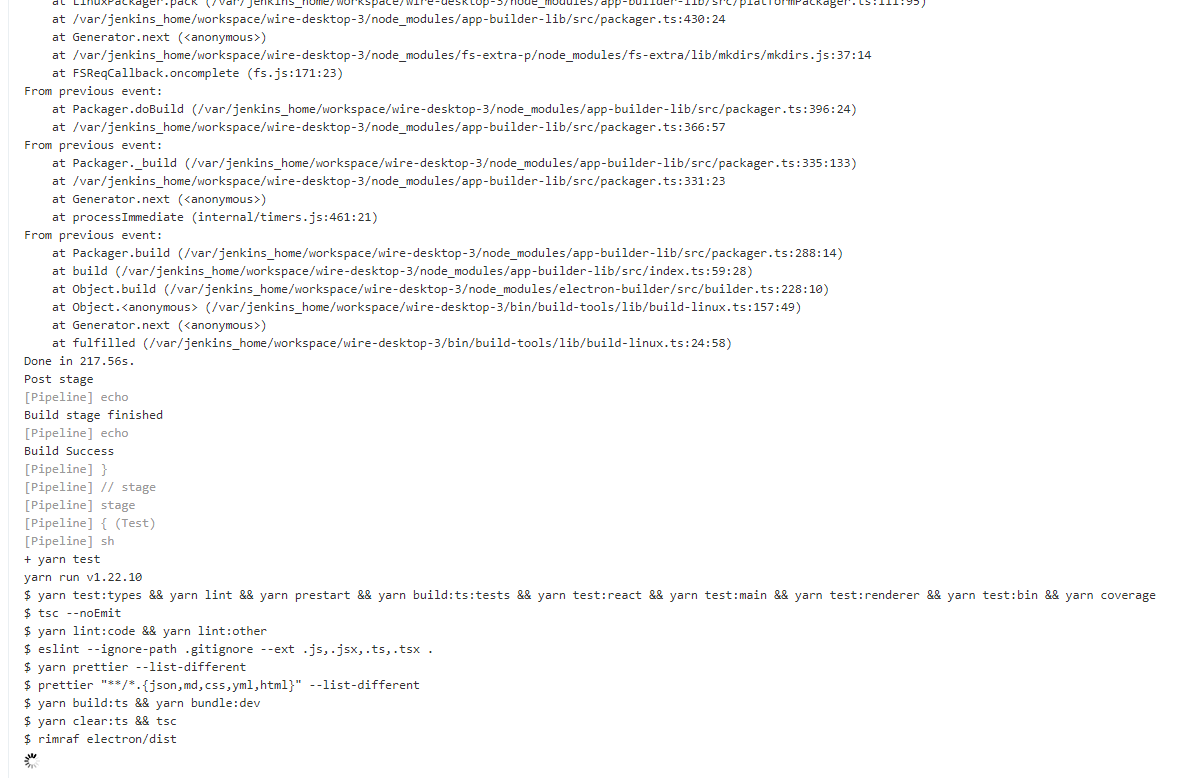 at LinuxPackager.pack (/var/jenkins_home/workspace/wire-desktop-3/node_modules/app-builder-lib/src/platformPackager.ts:111:95)
at /var/jenkins_home/workspace/wire-desktop-3/node_modules/app-builder-lib/src/packager.ts:430:24
at Generator.next (<anonymous>)
at /var/jenkins_home/workspace/wire-desktop-3/node_modules/fs-extra-p/node_modules/fs-extra/lib/mkdirs/mkdirs.js:37:14
at FSReqCallback.oncomplete (fs.js:171:23)
From previous event:
at Packager.doBuild (/var/jenkins_home/workspace/wire-desktop-3/node_modules/app-builder-lib/src/packager.ts:396:24)
at /var/jenkins_home/workspace/wire-desktop-3/node_modules/app-builder-lib/src/packager.ts:366:57
From previous event:
at Packager._build (/var/jenkins_home/workspace/wire-desktop-3/node_modules/app-builder-lib/src/packager.ts:335:133)
at /var/jenkins_home/workspace/wire-desktop-3/node_modules/app-builder-lib/src/packager.ts:331:23
at Generator.next (<anonymous>)
at processImmediate (internal/timers.js:461:21)
From previous event:
at Packager.build (/var/jenkins_home/workspace/wire-desktop-3/node_modules/app-builder-lib/src/packager.ts:288:14)
at build (/var/jenkins_home/workspace/wire-desktop-3/node_modules/app-builder-lib/src/index.ts:59:28)
at Object.build (/var/jenkins_home/workspace/wire-desktop-3/node_modules/electron-builder/src/builder.ts:228:10)
at Object.<anonymous> (/var/jenkins_home/workspace/wire-desktop-3/bin/build-tools/lib/build-linux.ts:157:49)
at Generator.next (<anonymous>)
at fulfilled (/var/jenkins_home/workspace/wire-desktop-3/bin/build-tools/lib/build-linux.ts:24:58)
Done in 217.56s.
Post stage
[Pipeline] echo
Build stage finished
[Pipeline] echo
Build Success
[Pipeline] }
[Pipeline] // stage
[Pipeline] stage
[Pipeline] { (Test)
[Pipeline] sh
+ yarn test
yarn run v1.22.10
$ yarn test:types && yarn lint && yarn prestart && yarn build:ts:tests && yarn test:react && yarn test:main && yarn test:renderer && yarn test:bin && yarn coverage
$ tsc --noEmit
$ yarn lint:code && yarn lint:other
$ eslint --ignore-path .gitignore --ext .js,.jsx,.ts,.tsx .
$ yarn prettier --list-different
$ prettier "**/*.{json,md,css,yml,html}" --list-different
$ yarn build:ts && yarn bundle:dev
$ yarn clear:ts && tsc
$ rimraf electron/dist